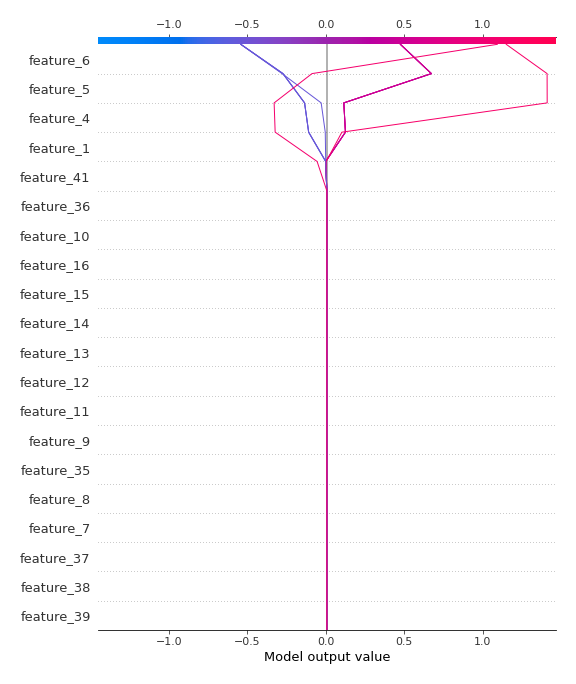 −1.0 −0.5 0.0 0.5 1.0
feature_6
feature_5
feature_4
feature_1
feature_41
feature_36
feature_10
feature_16
feature_15
feature_14
feature_13
feature_12
feature_11
feature_9
feature_35
feature_8
feature_7
feature_37
feature_38
feature_39
−1.0 −0.5 0.0 0.5 1.0
Model output value